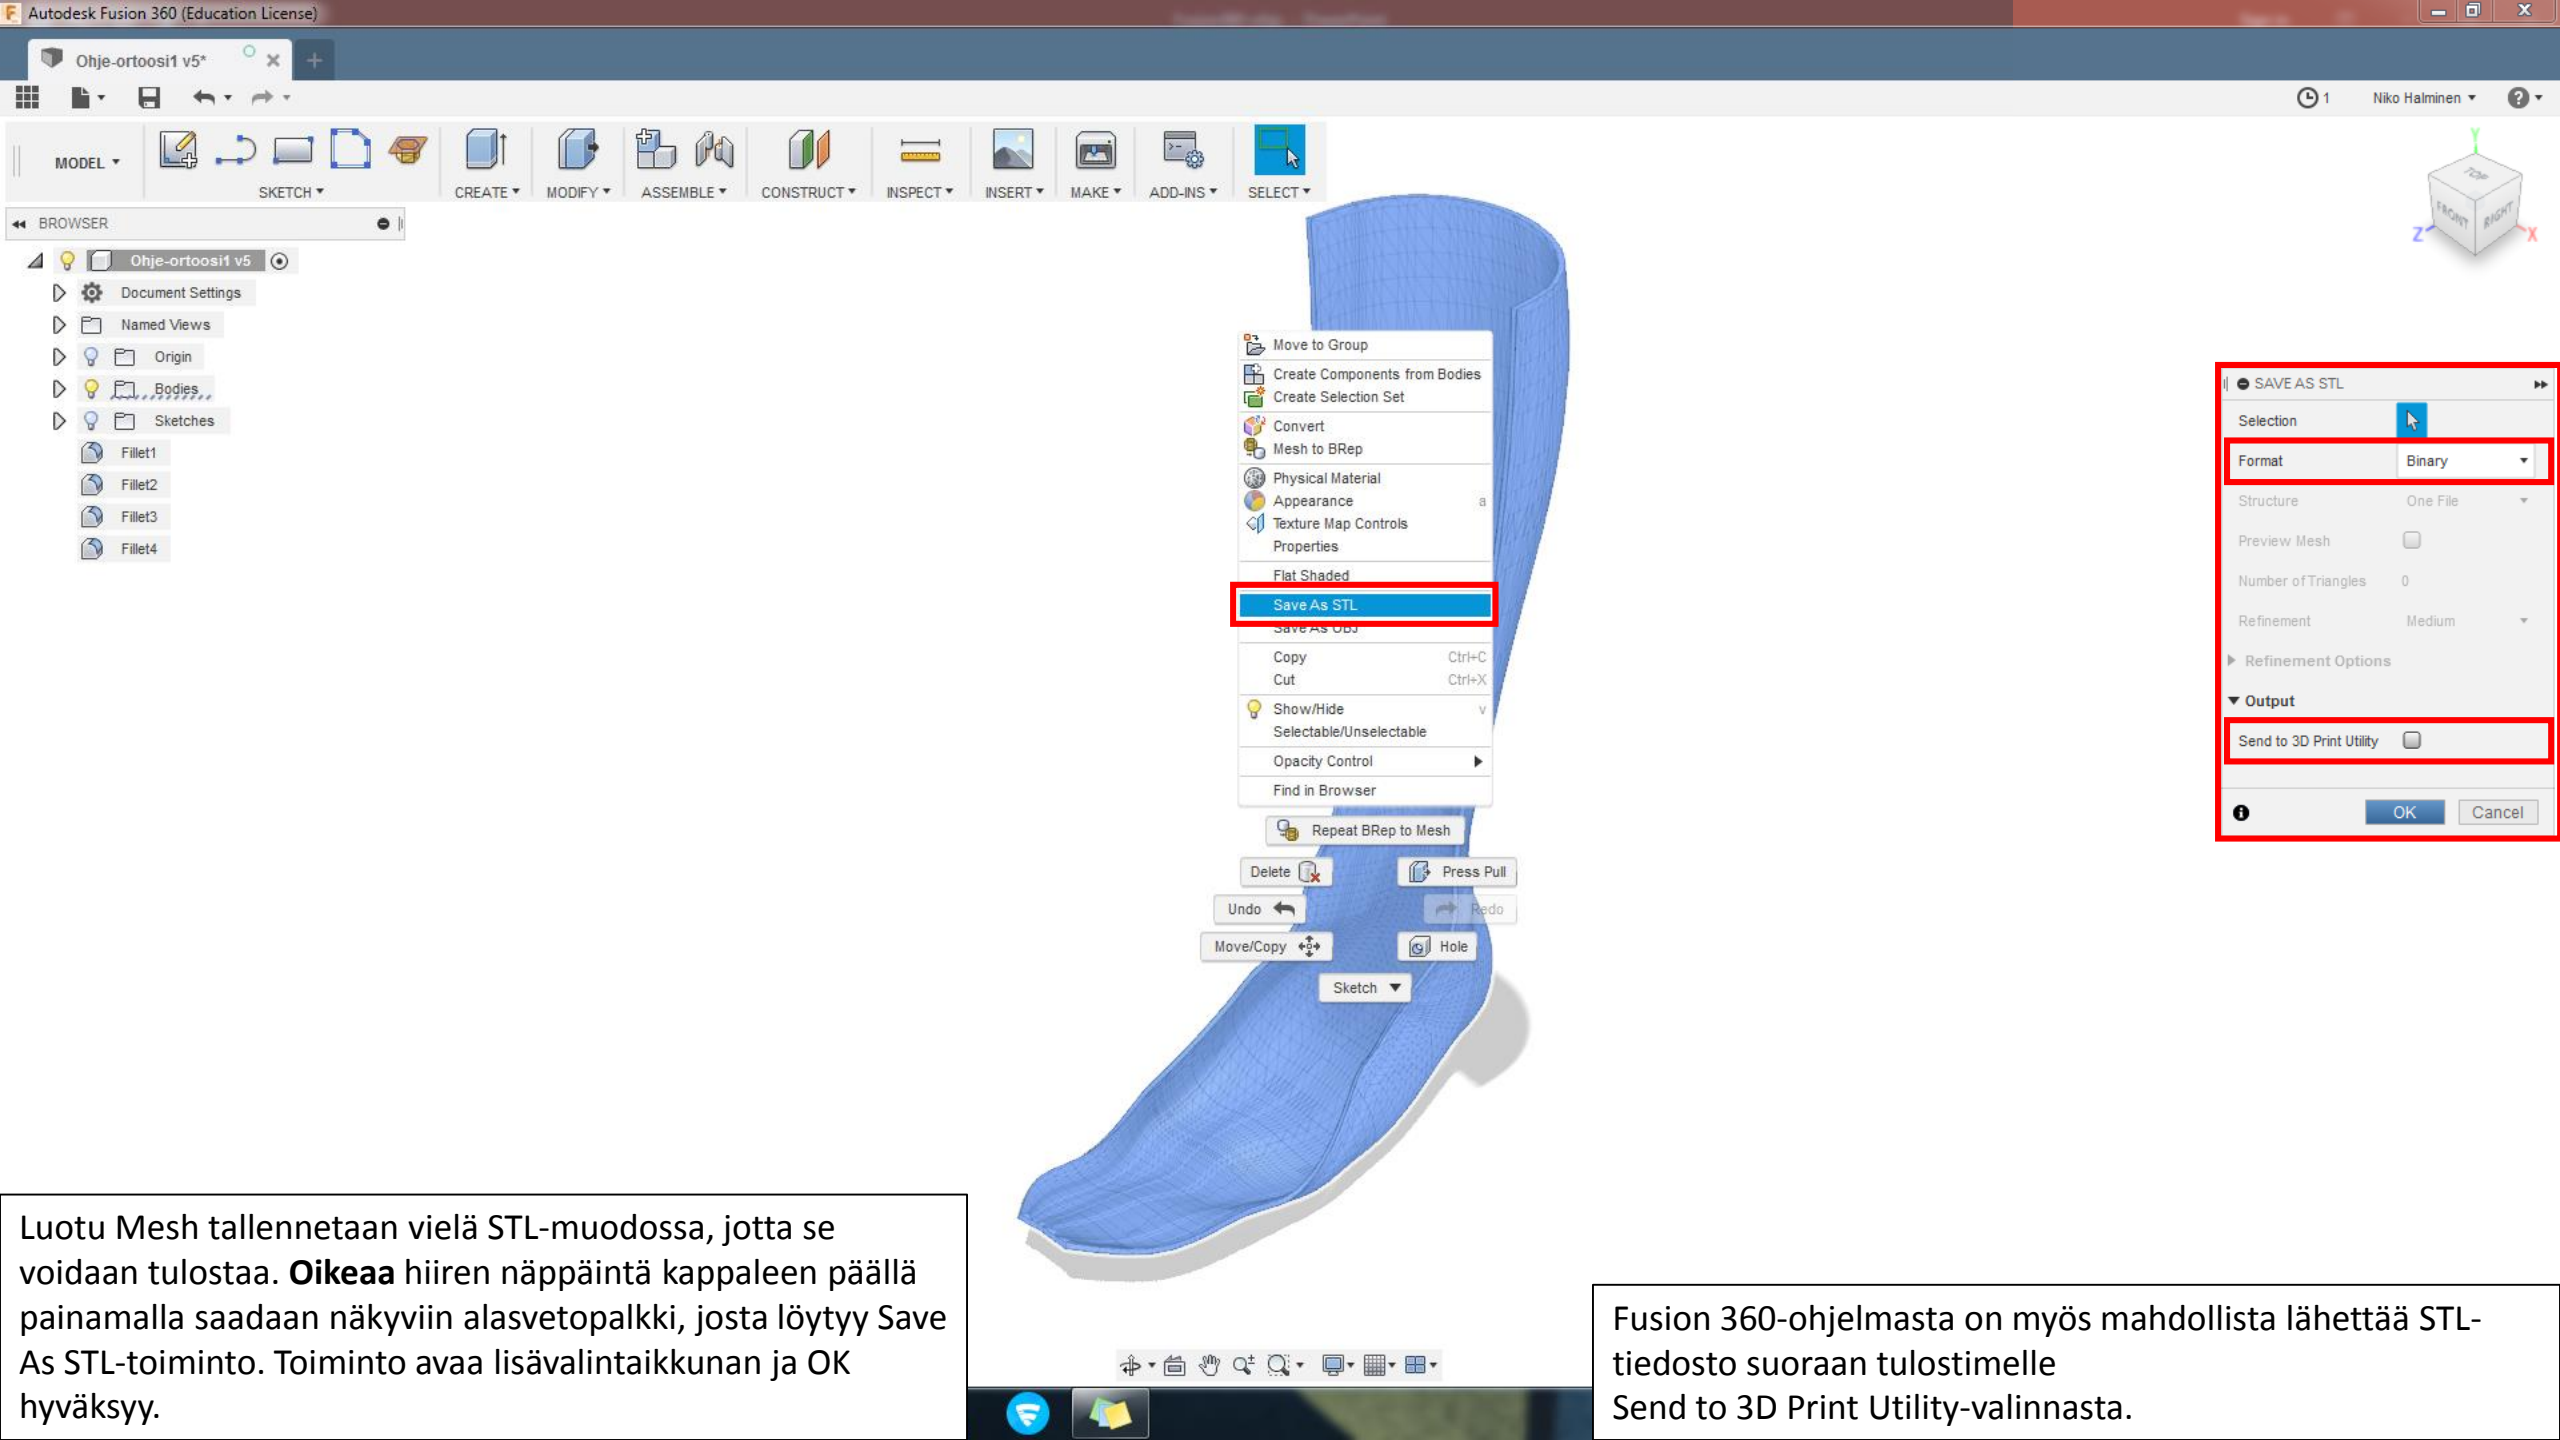 Autodesk Fusion 360 (Education License)
Ohje-ortoosi1 v5*
1 Niko Halminen
MODEL
SKETCH CREATE MODIFY ASSEMBLE CONSTRUCT INSPECT INSERT MAKE ADD-INS SELECT
TOP
FRONT RIGHT
Y
Z X
BROWSER
Ohje-ortoosi1 v5
Document Settings
Named Views
Origin
Bodies
Sketches
Fillet1
Fillet2
Fillet3
Fillet4
Move to Group
Create Components from Bodies
Create Selection Set
Convert
Mesh to BRep
Physical Material
Appearance a
Texture Map Controls
Properties
Flat Shaded
Save As STL
Save As OBJ
Copy Ctrl+C
Cut Ctrl+X
Show/Hide v
Selectable/Unselectable
Opacity Control
Find in Browser
Repeat BRep to Mesh
Delete Press Pull
Undo Redo
Move/Copy Hole
Sketch
SAVE AS STL
Selection
Format Binary
Structure One File
Preview Mesh
Number of Triangles 0
Refinement Medium
Refinement Options
Output
Send to 3D Print Utility
OK Cancel
Luotu Mesh tallennetaan vielä STL-muodossa, jotta se
voidaan tulostaa. Oikeaa hiiren näppäintä kappaleen päällä
painamalla saadaan näkyviin alasvetopalkki, josta löytyy Save
As STL-toiminto. Toiminto avaa lisävalintaikkunan ja OK
hyväksyy.
Fusion 360-ohjelmasta on myös mahdollista lähettää STL-
tiedosto suoraan tulostimelle
Send to 3D Print Utility-valinnasta.